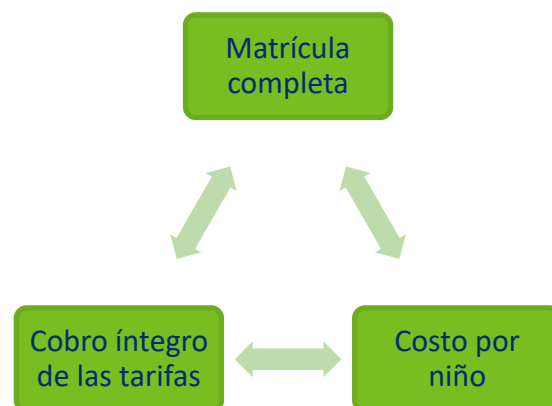 Matrícula
completa
Cobro íntegro
de las tarifas
Costo por
niño